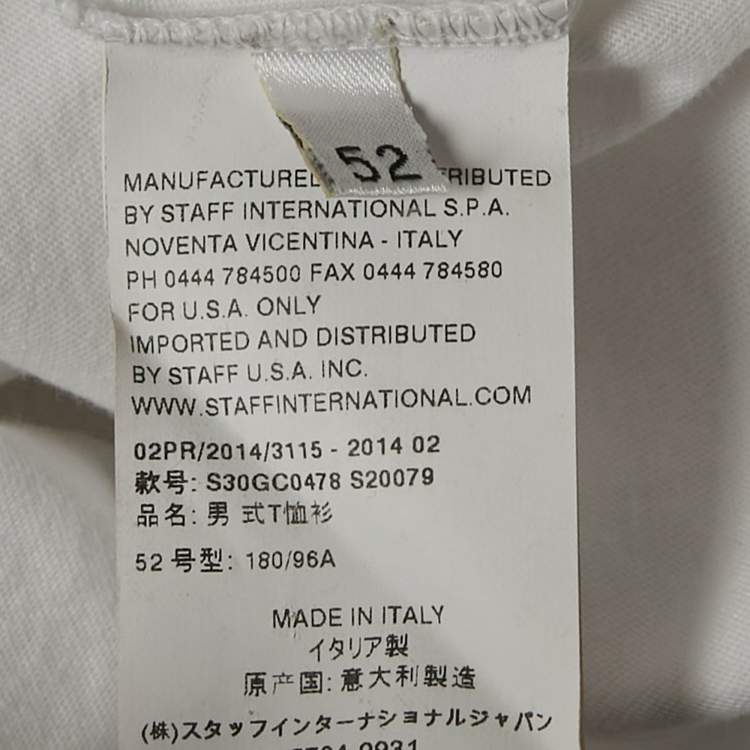 52
MANUFACTURED
BY STAFF INTERNATIONAL S.P.A.
NOVENTA VICENTINA - ITALY
PH 0444 784500 FAX 0444 784580
FOR U.S.A. ONLY
IMPORTED AND DISTRIBUTED
BY STAFF U.S.A. INC.
WWW.STAFFINTERNATIONAL.COM
02PR/2014/3115 - 2014 02
款号: S30GC0478 S20079
品名: 男 式T恤衫
52 号型: 180/96A
MADE IN ITALY
イタリア製
原产国: 意大利製造
(株)スタッフインターナショナルジャパン